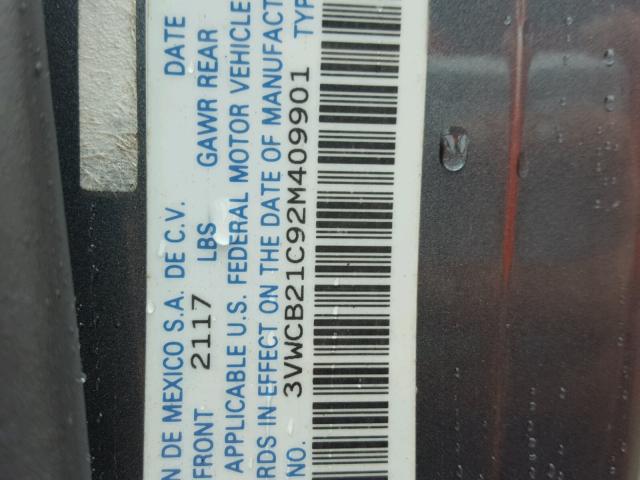 N DE MEXICO S.A. DE C.V. DATE
FRONT 2117 LBS GAWR REAR
APPLICABLE U.S. FEDERAL MOTOR VEHICLE
RDS IN EFFECT ON THE DATE OF MANUFACT
NO. 3VWCB21C92M409901 TYP